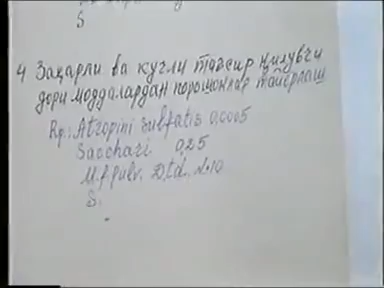 S
4 Заҳарли ва кучли таъсир қилувчи
дори моддалардан порошоклар тайёрлаш
Rp: Atropini Sulfatis 0,0005
Sacchari 0,25
M.f.pulv. D.t.d. №10
S.